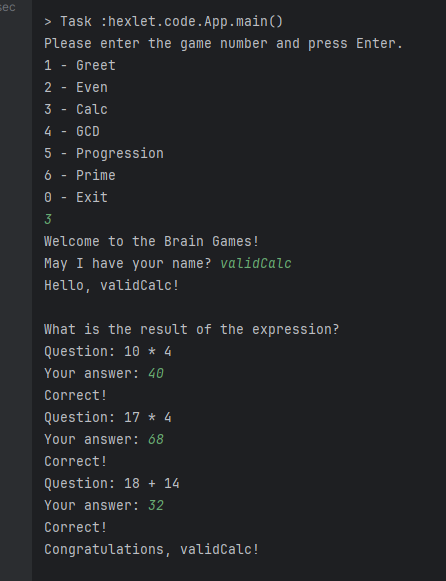 sec
> Task :hexlet.code.App.main()
Please enter the game number and press Enter.
1 - Greet
2 - Even
3 - Calc
4 - GCD
5 - Progression
6 - Prime
0 - Exit
3
Welcome to the Brain Games!
May I have your name? validCalc
Hello, validCalc!
What is the result of the expression?
Question: 10 * 4
Your answer: 40
Correct!
Question: 17 * 4
Your answer: 68
Correct!
Question: 18 + 14
Your answer: 32
Correct!
Congratulations, validCalc!